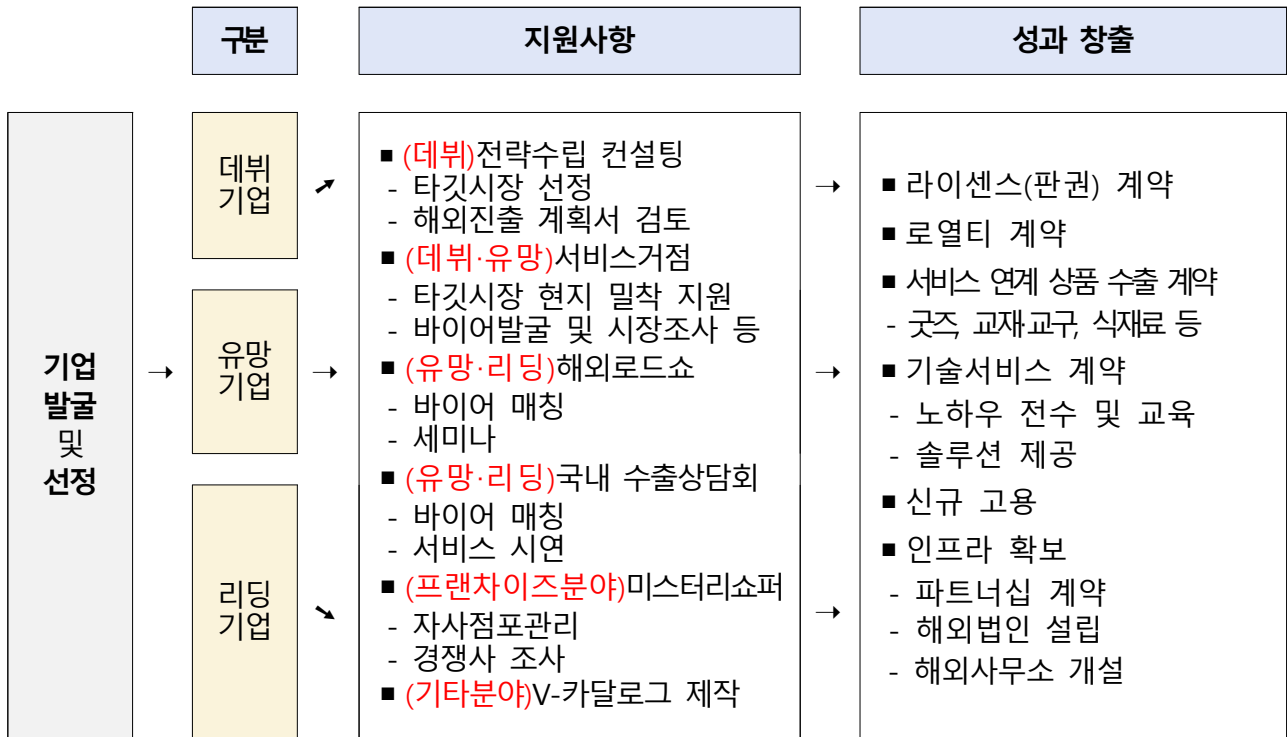 구분
지원사항
성과 창출
기업
발굴
및
선정
→
데뷔
기업
유망
기업
리딩
기업
➚
→
➘
■ (데뷔)전략수립 컨설팅
- 타깃시장 선정
- 해외진출 계획서 검토
■ (데뷔·유망)서비스거점
- 타깃시장 현지 밀착 지원
- 바이어발굴 및 시장조사 등
■ (유망·리딩)해외로드쇼
- 바이어 매칭
- 세미나
■ (유망·리딩)국내 수출상담회
- 바이어 매칭
- 서비스 시연
■ (프랜차이즈분야)미스터리쇼퍼
- 자사점포관리
- 경쟁사 조사
■ (기타분야)V-카달로그 제작
→
→
→
■ 라이센스(판권) 계약
■ 로열티 계약
■ 서비스 연계 상품 수출 계약
- 굿즈, 교재·교구, 식재료 등
■ 기술서비스 계약
- 노하우 전수 및 교육
- 솔루션 제공
■ 신규 고용
■ 인프라 확보
- 파트너십 계약
- 해외법인 설립
- 해외사무소 개설